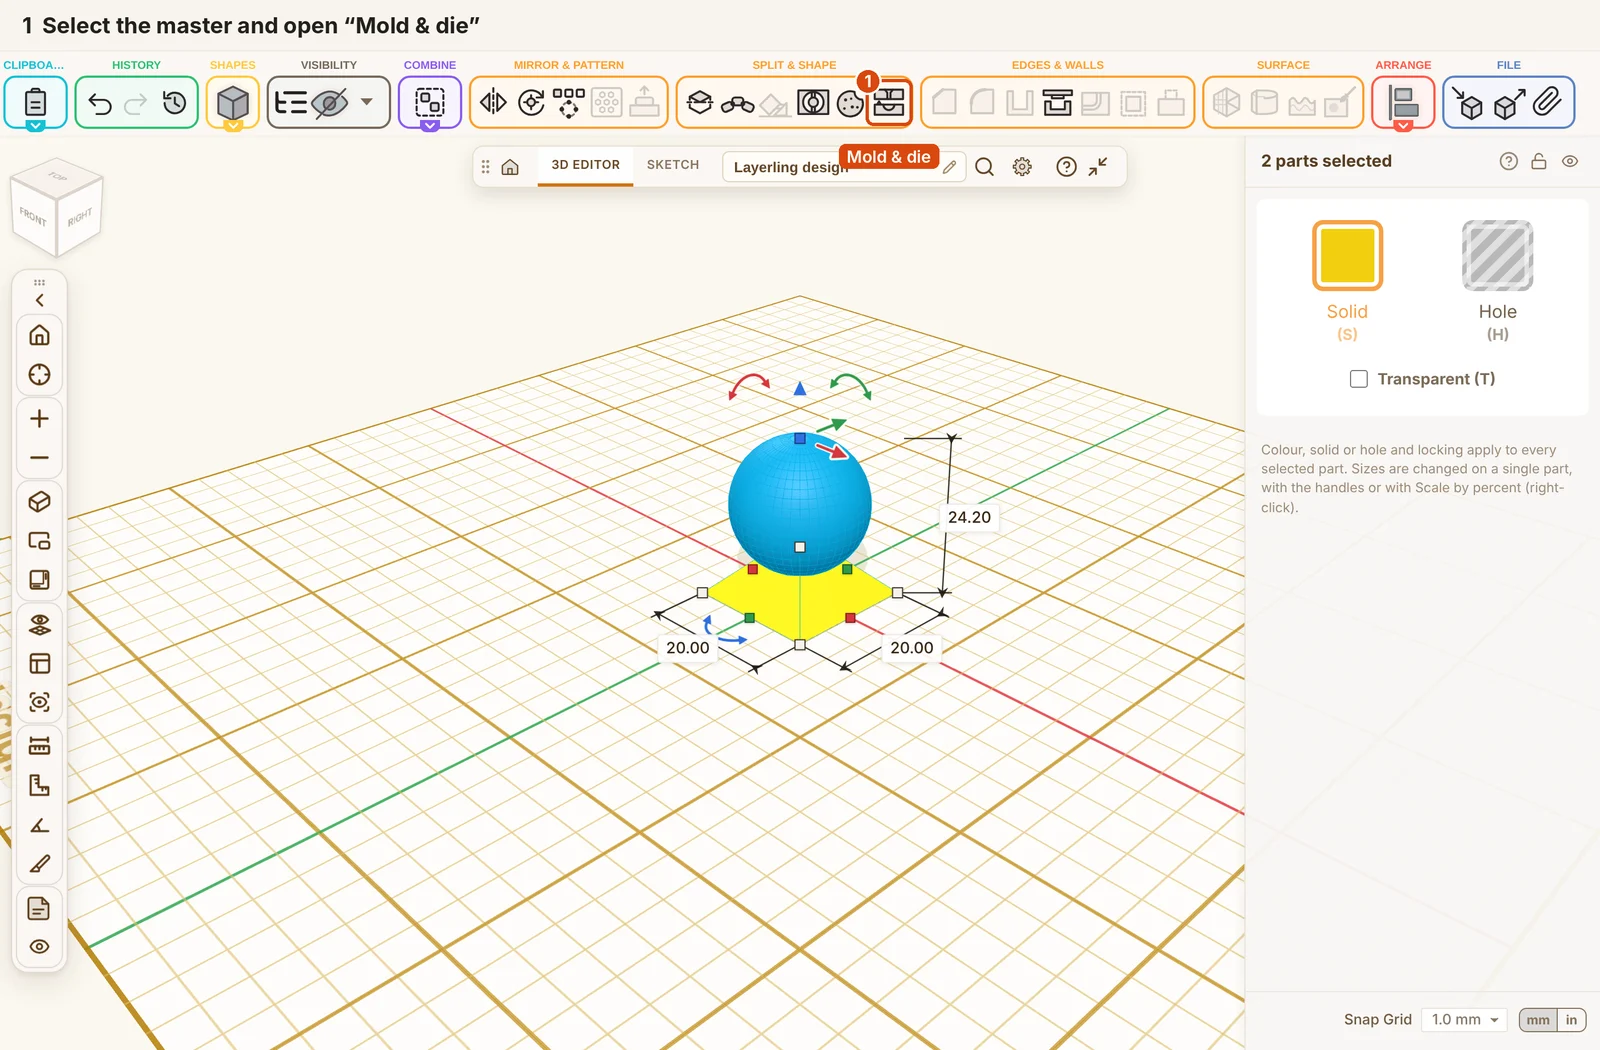 1 Select the master and open “Mold & die”
CLIPBOA...
HISTORY
SHAPES
VISIBILITY
COMBINE
MIRROR & PATTERN
SPLIT & SHAPE
EDGES & WALLS
SURFACE
ARRANGE
FILE
1
Mold & die
3D EDITOR
SKETCH
Layerling design
TOP
FRONT
RIGHT
2 parts selected
Solid
(S)
Hole
(H)
Transparent (T)
Colour, solid or hole and locking apply to every
selected part. Sizes are changed on a single part,
with the handles or with Scale by percent (right-
click).
24.20
20.00
20.00
Snap Grid
1.0 mm
mm
in